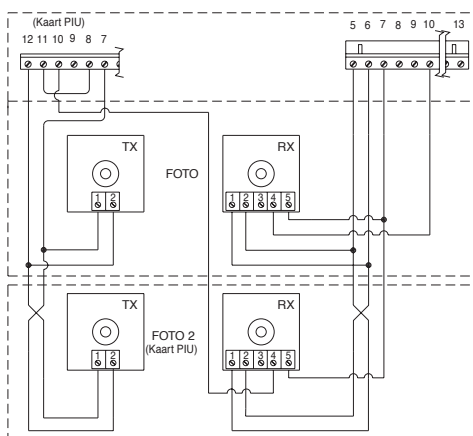 (Kaart PIU)
12 11 10 9 8 7
5 6 7 8 9 10 13
TX
FOTO
RX
1 2
1 2 3 4 5
TX
FOTO 2
(Kaart PIU)
RX
1 2
1 2 3 4 5